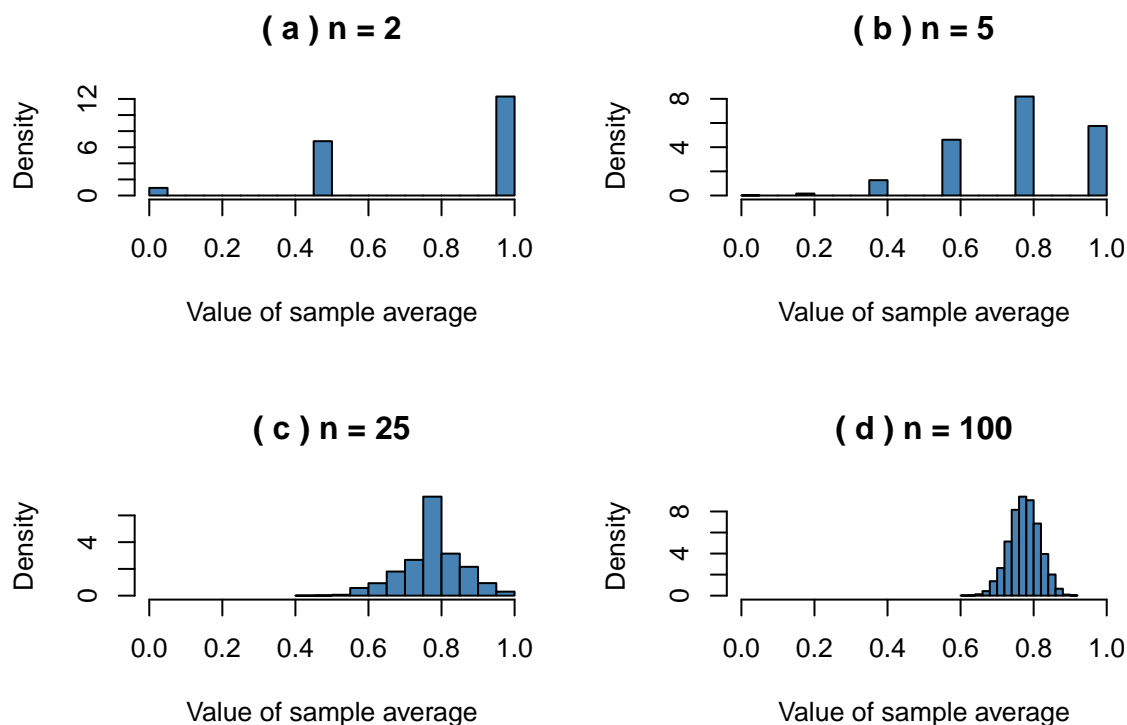 ( a ) n = 2
Density
0 6 12
0.0 0.2 0.4 0.6 0.8 1.0
Value of sample average
( b ) n = 5
Density
0 4 8
0.0 0.2 0.4 0.6 0.8 1.0
Value of sample average
( c ) n = 25
Density
0 4
0.0 0.2 0.4 0.6 0.8 1.0
Value of sample average
( d ) n = 100
Density
0 4 8
0.0 0.2 0.4 0.6 0.8 1.0
Value of sample average